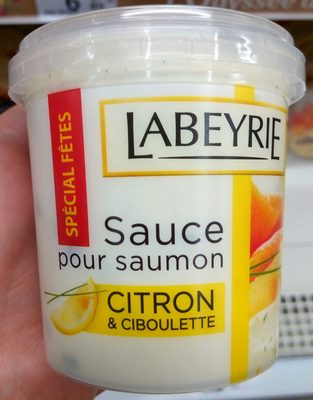 LABEYRIE
SPÉCIAL FÊTES
Sauce
pour saumon
CITRON
& CIBOULETTE